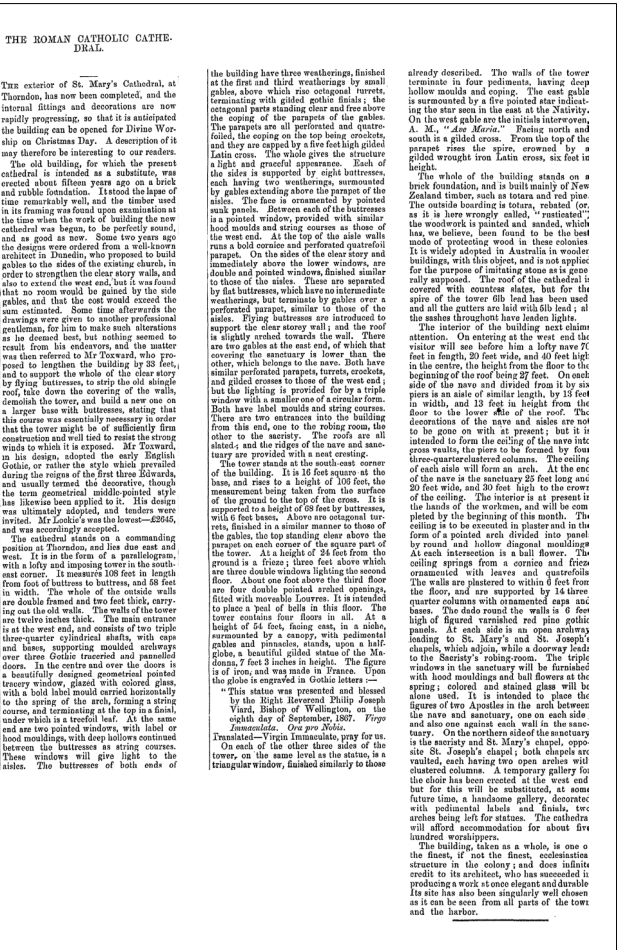 THE ROMAN CATHOLIC CATHE-
DRAL.
THE exterior of St. Mary's Cathedral, at
Thorndon, has now been completed, and the
internal fittings and decorations are now
rapidly progressing, so that it is anticipated
the building can be opened for Divine Wor-
ship on Christmas Day. A description of it
may therefore be interesting to our readers.
The old building, for which the present
cathedral is intended as a substitute, was
erected about fifteen years ago on a brick
and rubble foundation. It stood the lapse of
time remarkably well, and the timber used
in its framing was found upon examination at
the time when the work of building the new
cathedral was begun, to be perfectly sound,
and as good as new. Some two years ago
the designs were ordered from a well-known
architect in Dunedin, who proposed to build
gables to the sides of the existing church, in
order to strengthen the clear story walls, and
also to extend the west end, but it was found
that no room would be gained by the side
gables, and that the cost would exceed the
sum estimated. Some time afterwards the
drawings were given to another professional
gentleman, for him to make such alterations
as he deemed best, but nothing seemed to
result from his endeavors, and the mutter
was then referred to Mr Toxward, who pro-
posed to lengthen the building by 33 feet,
and to support the whole of the clear story
by flying buttresses, to strip the old shingle
roof, take down the covering of the walls,
demolish the tower, and build a new one on
a larger base with buttresses, stating that
this course was essentially necessary in order
that the tower might be of sufficiently firm
construction and well tied to resist the strong
winds to which it is exposed. Mr Toxward,
in his design, adopted the early English
Gothic, or rather the style which prevailed
during the reigns of the first three Edwards,
and usually termed the decorative, though
the term geometrical middle-pointed style
has likewise been applied to it. His design
was ultimately adopted, and tenders were
invited. Mr Lockie's was the lowest—£2645,
and was accordingly accepted.
The cathedral stands on a commanding
position at Thorndon, and lies due east and
west. It is in the form of a parallelogram,
with a lofty and imposing tower in the south-
east corner. It measures 108 feet in length
from foot of buttress to buttress, and 58 feet
in width. The whole of the outside walls
are double framed and two feet thick, carry-
ing out the old walls. The walls of the tower
are twelve inches thick. The main entrance
is at the west end, and consists of two triple
three-quarter cylindrical shafts, with caps
and bases, supporting moulded archways
over three Gothic traceried and pannelled
doors. In the centre and over the doors is
a beautifully designed geometrical pointed
tracery window, glazed with colored glass,
with a bold label mould carried horizontally
to the spring of the arch, forming a string
course, and terminating at the top in a finial,
under which is a treefoil leaf. At the same
end are two pointed windows, with label or
hood mouldings, with deep hollows continued
between the buttresses as string courses.
These windows will give light to the
aisles. The buttresses of both ends of
the building have three weatherings, finished
at the first and third weatherings by small
gables, above which rise octagonal turrets,
terminating with gilded gothic finials; the
octagonal parts standing clear and free above
the coping of the parapets of the gables.
The parapets are all perforated and quatre-
foiled, the coping on the top being crockets,
and they are capped by a five feet high gilded
Latin cross. The whole gives the structure
a light and graceful appearance. Each of
the sides is supported by eight buttresses,
each having two weatherings, surmounted
by gables extending above the parapet of the
aisles. The face is ornamented by pointed
sunk panels. Between each of the buttresses
is a pointed window, provided with similar
hood moulds and string courses as those of
the west end. At the top of the aisle walls
runs a bold cornice and perforated quatrefoil
parapet. On the sides of the clear story and
immediately above the lower windows, are
double and pointed windows, finished similar
to those of the aisles. These are separated
by flat buttresses, which have no intermediate
weatherings, but terminate by gables over a
perforated parapet, similar to those of the
aisles. Flying buttresses are introduced to
support the clear storey wall; and the roof
is slightly arched towards the wall. There
are two gables at the east end, of which that
covering the sanctuary is lower than the
other, which belongs to the nave. Both have
similar perforated parapets, turrets, crockets,
and gilded crosses to those of the west end;
but the lighting is provided for by a triple
window with a smaller one of a circular form.
Both have label moulds and string courses.
There are two entrances into the building
from this end, one to the robing room, the
other to the sacristy. The roofs are all
slated; and the ridges of the nave and sanc-
tuary are provided with a neat cresting.
The tower stands at the south-east corner
of the building. It is 16 feet square at the
base, and rises to a height of 106 feet, the
measurement being taken from the surface
of the ground to the top of the cross. It is
supported to a height of 68 feet by buttresses,
with 6 feet bases. Above are octagonal tur-
rets, finished in a similar manner to those of
the gables, the top standing clear above the
parapet on each corner of the square part of
the tower. At a height of 24 feet from the
ground is a frieze; three feet above which
are three double windows lighting the second
floor. About one foot above the third floor
are four double pointed arched openings,
fitted with moveable Louvres. It is intended
to place a peal of bells in this floor. The
tower contains four floors in all. At a
height of 54 feet, facing east, in a niche,
surmounted by a canopy, with pedimental
gables and pinnacles, stands, upon a half-
globe, a beautiful gilded statue of the Ma-
donna, 7 feet 3 inches in height. The figure
is of iron, and was made in France. Upon
the globe is engraved in Gothic letters:—
"This statue was presented and blessed
by the Right Reverend Philip Joseph
Viard, Bishop of Wellington, on the
eighth day of September, 1867. Virgo
Immaculata. Ora pro Nobis.
Translated—Virgin Immaculate, pray for us.
On each of the other three sides of the
tower, on the same level as the statue, is a
triangular window, finished similarly to those
already described. The walls of the tower
terminate in four pediments, having deep
hollow moulds and coping. The east gable
is surmounted by a five pointed star indicat-
ing the star seen in the east at the Nativity.
On the west gable are the initials interwoven,
A. M., "Ave Maria." Facing north and
south is a gilded cross. From the top of the
parapet rises the spire, crowned by a
gilded wrought iron Latin cross, six feet in
height.
The whole of the building stands on a
brick foundation, and is built mainly of New
Zealand timber, such as totara and red pine.
The outside boarding is totara, rebated (or,
as it is here wrongly called, "rusticated")
the woodwork is painted and sanded, which
has, we believe, been found to be the best
mode of protecting wood in these colonies.
It is widely adopted in Australia in wooden
buildings, with this object, and is not applied
for the purpose of imitating stone as is gene
rally supposed. The roof of the cathedral is
covered with countess slates, but for the
spire of the tower 6lb lead has been used
and all the gutters are laid with 5lb lead; all
the sashes throughout have leaden lights.
The interior of the building next claims
attention. On entering at the west end the
visitor will see before him a lofty nave 70
feet in length, 20 feet wide, and 40 feet high
in the centre, the height from the floor to the
beginning of the roof being 27 feet. On each
side of the nave and divided from it by six
piers is an aisle of similar length, by 13 feet
in width, and 13 feet in height from the
floor to the lower side of the roof. The
decorations of the nave and aisles are not
to be gone on with at present; but it is
intended to form the ceiling of the nave into
cross vaults, the piers to be formed by four
three-quarter clustered columns. The ceiling
of each aisle will form an arch. At the end
of the nave is the sanctuary 25 feet long and
20 feet wide, and 30 feet high to the crown
of the ceiling. The interior is at present in
the hands of the workmen, and will be com
pleted by the beginning of this month. The
ceiling is to be executed in plaster and in the
form of a pointed arch divided into panels
by round and hollow diagonal mouldings
At each intersection is a ball flower. The
ceiling springs from a cornice and frieze
ornamented with leaves and quatrefoils
The walls are plastered to within 6 feet from
the floor, and are supported by 14 three
quarter columns with ornamented caps and
bases. The dado round the walls is 6 feet
high of figured varnished red pine gothic
panels. At each side is an open archway
leading to St. Mary's and St. Joseph's
chapels, which adjoin, while a doorway leads
to the Sacristy's robing-room. The triple
windows in the sanctuary will be furnished
with hood mouldings and ball flowers at the
spring; colored and stained glass will be
alone used. It is intended to place the
figures of two Apostles in the arch between
the nave and sanctuary, one on each side
and also one against each wall in the sanc-
tuary. On the northern side of the sanctuary
is the sacristy and St. Mary's chapel, oppo-
site St. Joseph's chapel; both chapels are
vaulted, each having two open arches with
clustered columns. A temporary gallery for
the choir has been erected at the west end
but for this will be substituted, at some
future time, a handsome gallery, decorated
with pedimental labels and finials, two
arches being left for statues. The cathedra
will afford accommodation for about five
hundred worshippers.
The building, taken as a whole, is one o
the finest, if not the finest, ecclesiastica
structure in the colony; and does infinite
credit to its architect, who has succeeded in
producing a work at once elegant and durable
Its site has also been singularly well chosen
as it can be seen from all parts of the town
and the harbor.